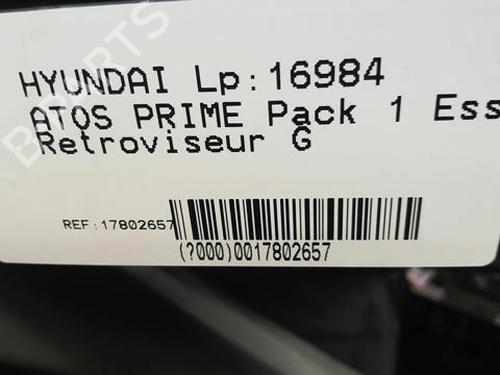 HYUNDAI Lp:16984
ATOS PRIME Pack 1 Ess
Retroviseur G
REF:17802657
(?000)0017802657